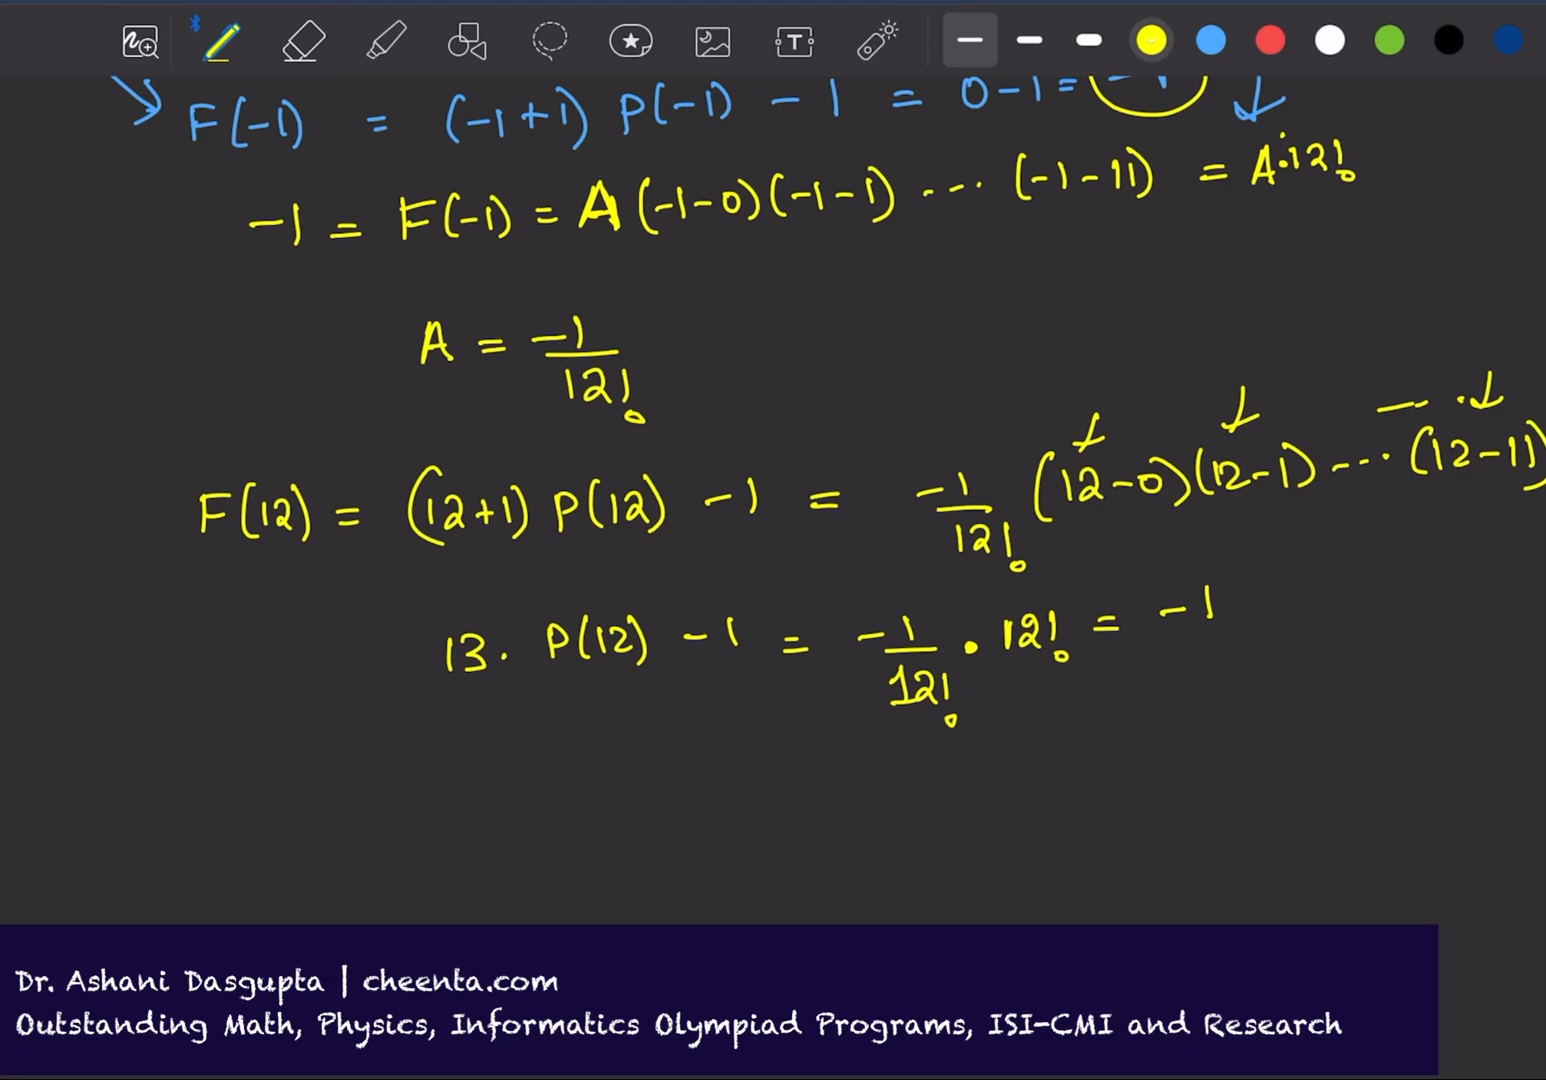 F(-1) = (-1+1) P(-1) - 1 = 0-1 = -1
-1 = F(-1) = A(-1-0)(-1-1) ... (-1-11) = A·12!
A = -1/12!
F(12) = (12+1) P(12) - 1 = -1/12! (12-0)(12-1)---·(12-11)
13. P(12) - 1 = -1/12! · 12! = -1
Dr. Ashani Dasgupta | cheenta.com
Outstanding Math, Physics, Informatics Olympiad Programs, ISI-CMI and Research